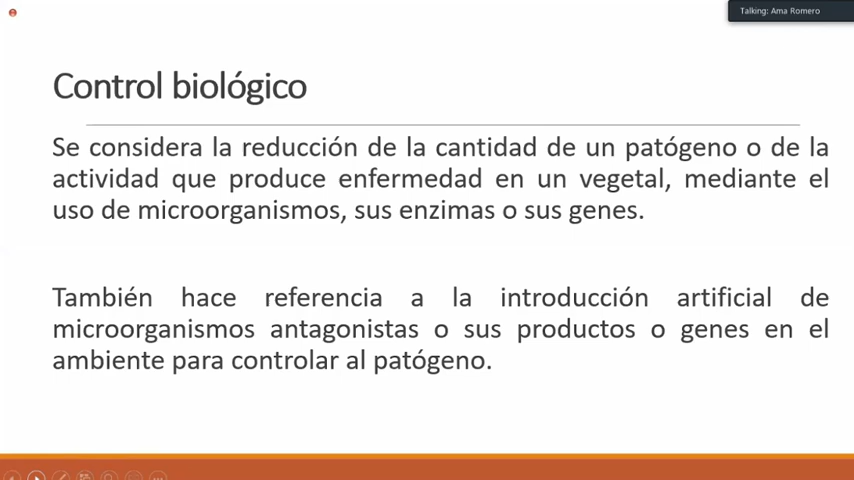 Talking: Ama Romero
Control biológico
Se considera la reducción de la cantidad de un patógeno o de la
actividad que produce enfermedad en un vegetal, mediante el
uso de microorganismos, sus enzimas o sus genes.
También hace referencia a la introducción artificial de
microorganismos antagonistas o sus productos o genes en el
ambiente para controlar al patógeno.